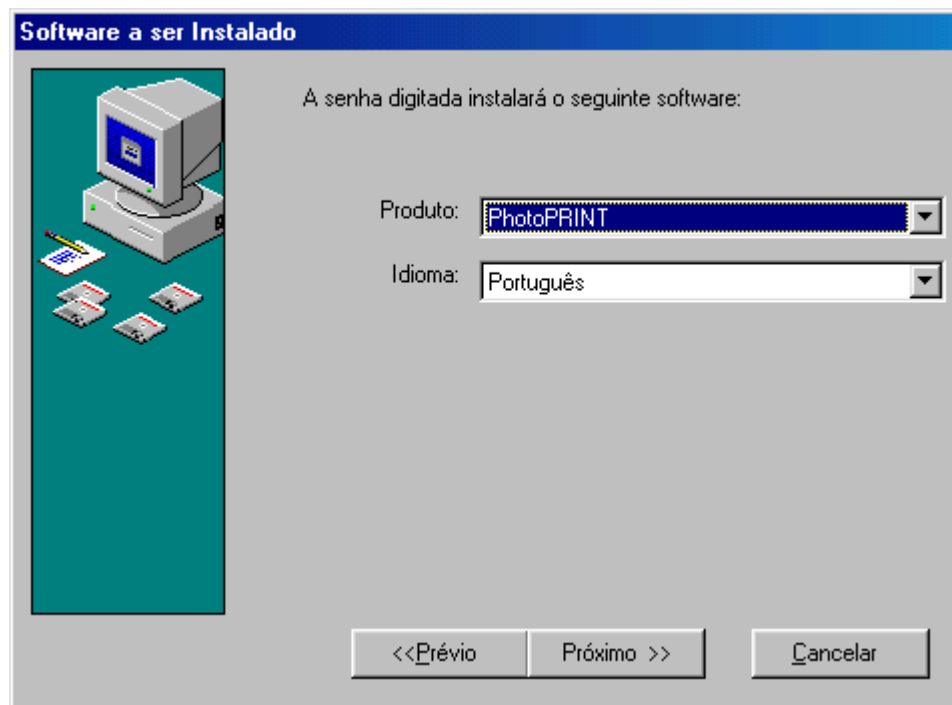 Software a ser Instalado
A senha digitada instalará o seguinte software:
Produto: PhotoPRINT
Idioma: Português
<<Prévio Próximo >> Cancelar